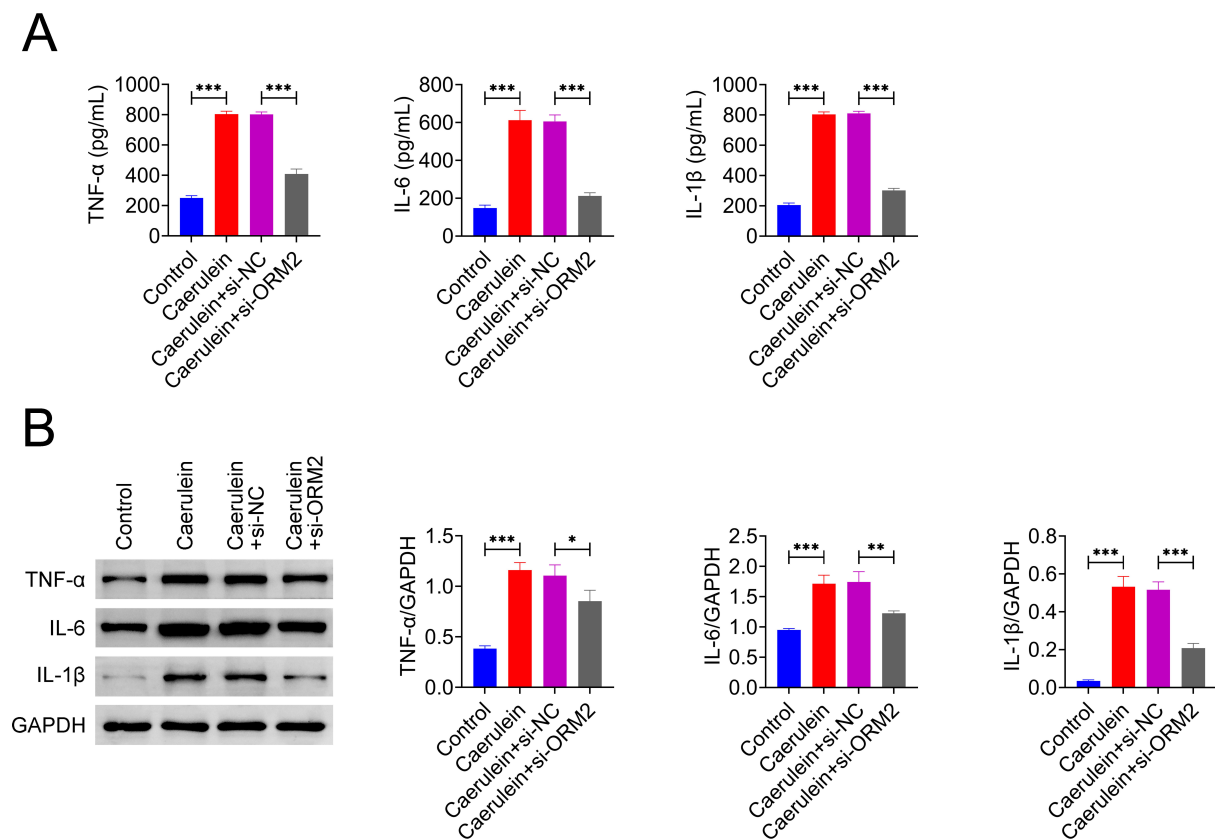 A
TNF-α (pg/mL)
1000
800
600
400
200
0
***
***
Control
Caerulein
Caerulein+si-NC
Caerulein+si-ORM2
IL-6 (pg/mL)
800
600
400
200
0
***
***
Control
Caerulein
Caerulein+si-NC
Caerulein+si-ORM2
IL-1β (pg/mL)
1000
800
600
400
200
0
***
***
Control
Caerulein
Caerulein+si-NC
Caerulein+si-ORM2
B
Control
Caerulein
Caerulein
+si-NC
Caerulein
+si-ORM2
TNF-α
IL-6
IL-1β
GAPDH
TNF-α/GAPDH
1.5
1.0
0.5
0.0
***
*
Control
Caerulein
Caerulein+si-NC
Caerulein+si-ORM2
IL-6/GAPDH
2.5
2.0
1.5
1.0
0.5
0.0
***
**
Control
Caerulein
Caerulein+si-NC
Caerulein+si-ORM2
IL-1β/GAPDH
0.8
0.6
0.4
0.2
0.0
***
***
Control
Caerulein
Caerulein+si-NC
Caerulein+si-ORM2